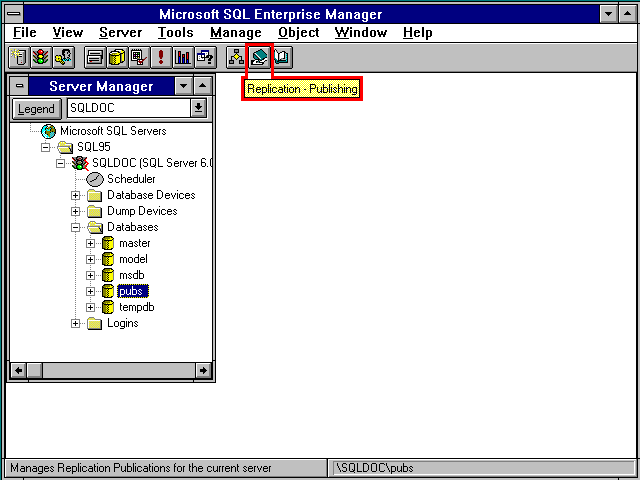 Microsoft SQL Enterprise Manager
File View Server Tools Manage Object Window Help
Replication - Publishing
Server Manager
Legend SQLDOC
Microsoft SQL Servers
SQL95
SQLDOC (SQL Server 6.0
Scheduler
Database Devices
Dump Devices
Databases
master
model
msdb
pubs
tempdb
Logins
Manages Replication Publications for the current server \SQLDOC\pubs